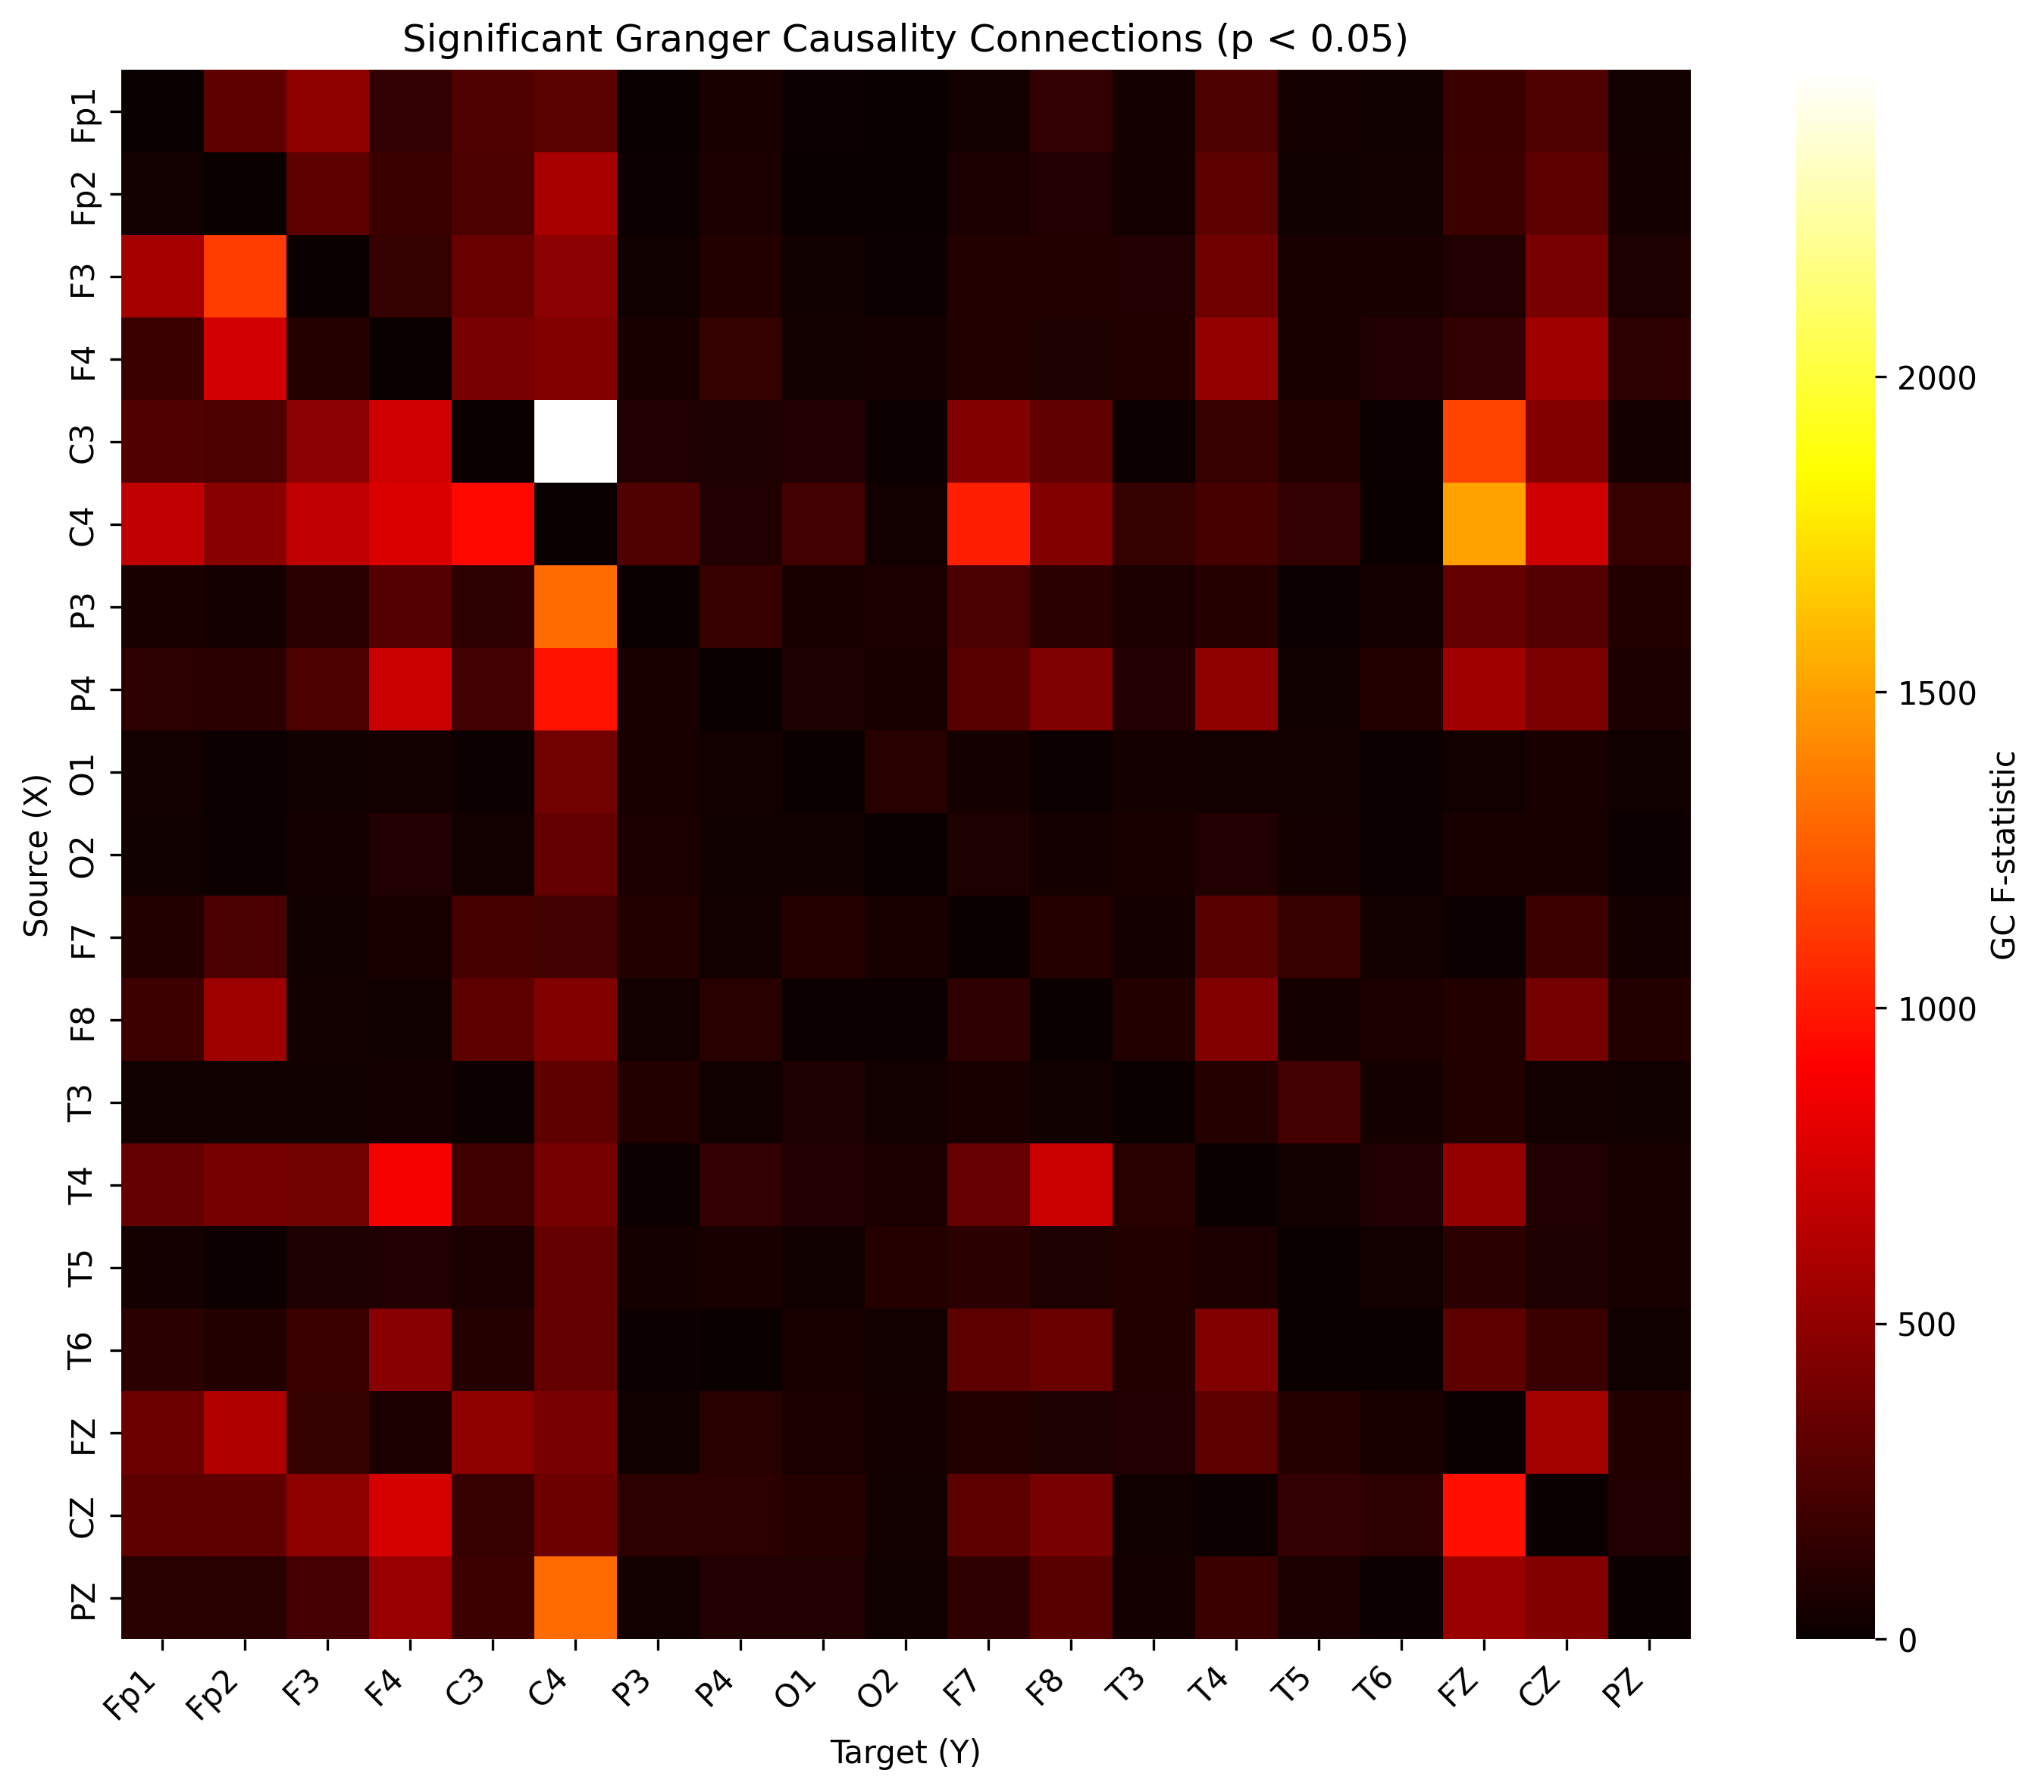 Significant Granger Causality Connections (p < 0.05)
Source (X)
Fp1
Fp2
F3
F4
C3
C4
P3
P4
O1
O2
F7
F8
T3
T4
T5
T6
FZ
CZ
PZ
Fp1
Fp2
F3
F4
C3
C4
P3
P4
O1
O2
F7
F8
T3
T4
T5
T6
FZ
CZ
PZ
Target (Y)
2000
1500
1000
500
0
GC F-statistic